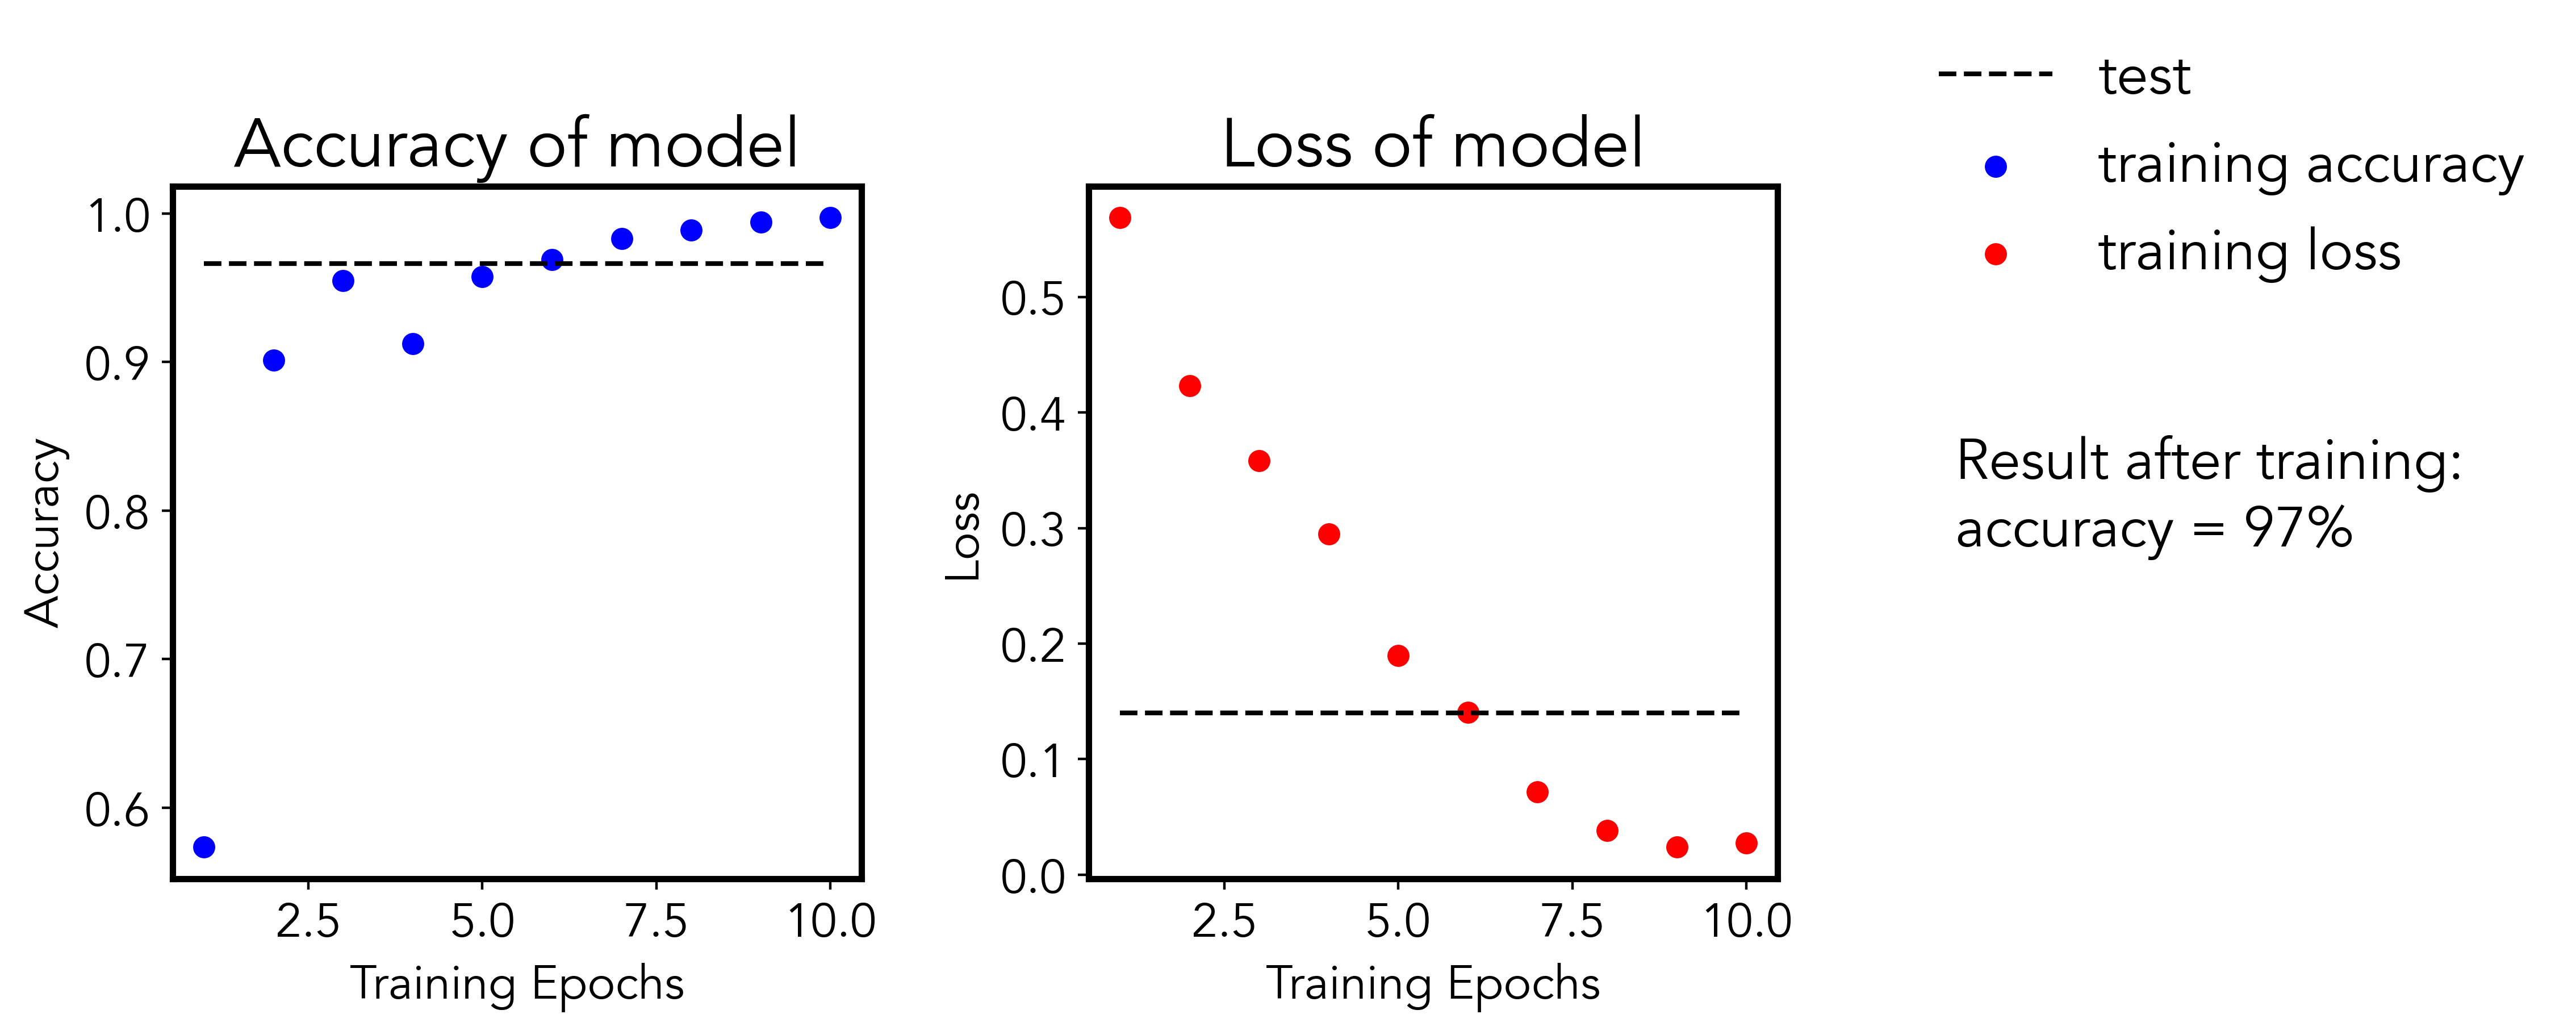 Accuracy of model
1.0
0.9
0.8
0.7
0.6
Accuracy
2.5 5.0 7.5 10.0
Training Epochs
Loss of model
0.5
0.4
0.3
0.2
0.1
0.0
Loss
2.5 5.0 7.5 10.0
Training Epochs
test
training accuracy
training loss
Result after training:
accuracy = 97%